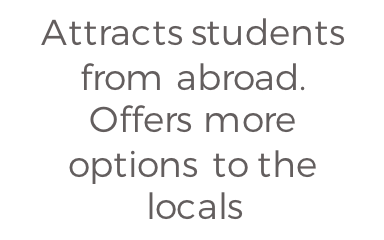 Attracts students
from abroad.
Offers more
options to the
locals